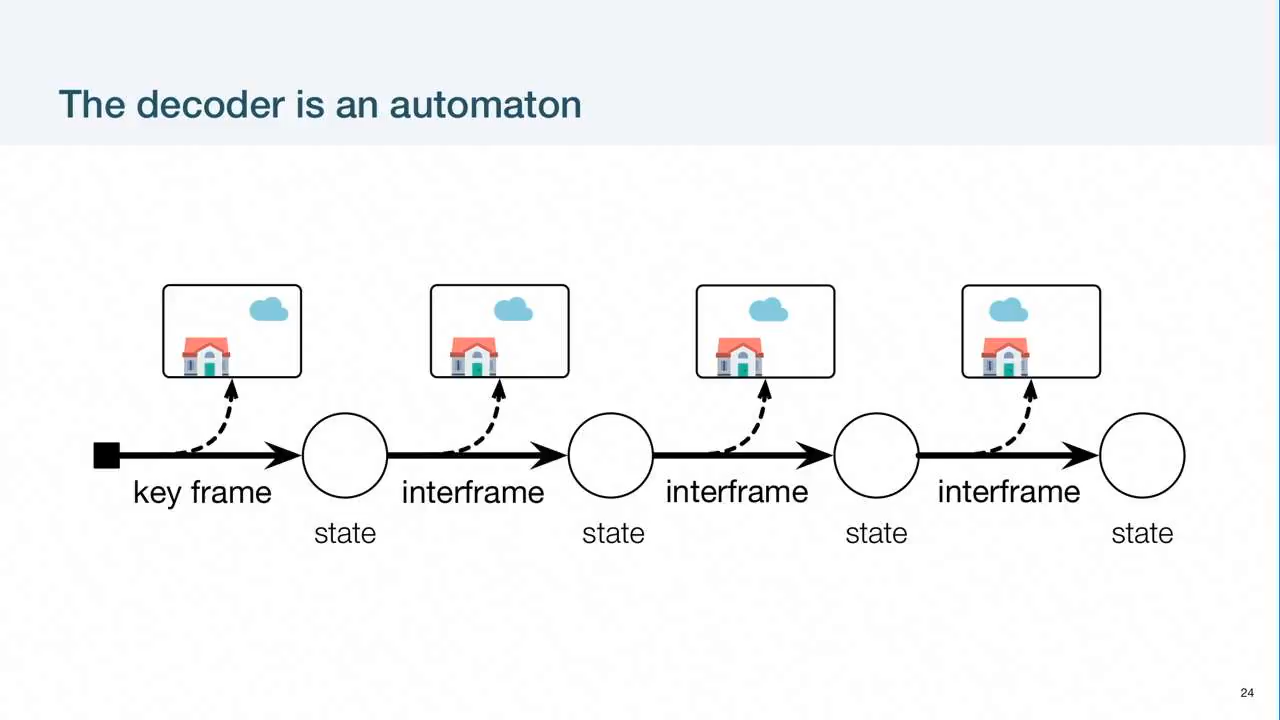 The decoder is an automaton
key frame
interframe
interframe
interframe
state
state
state
state
24